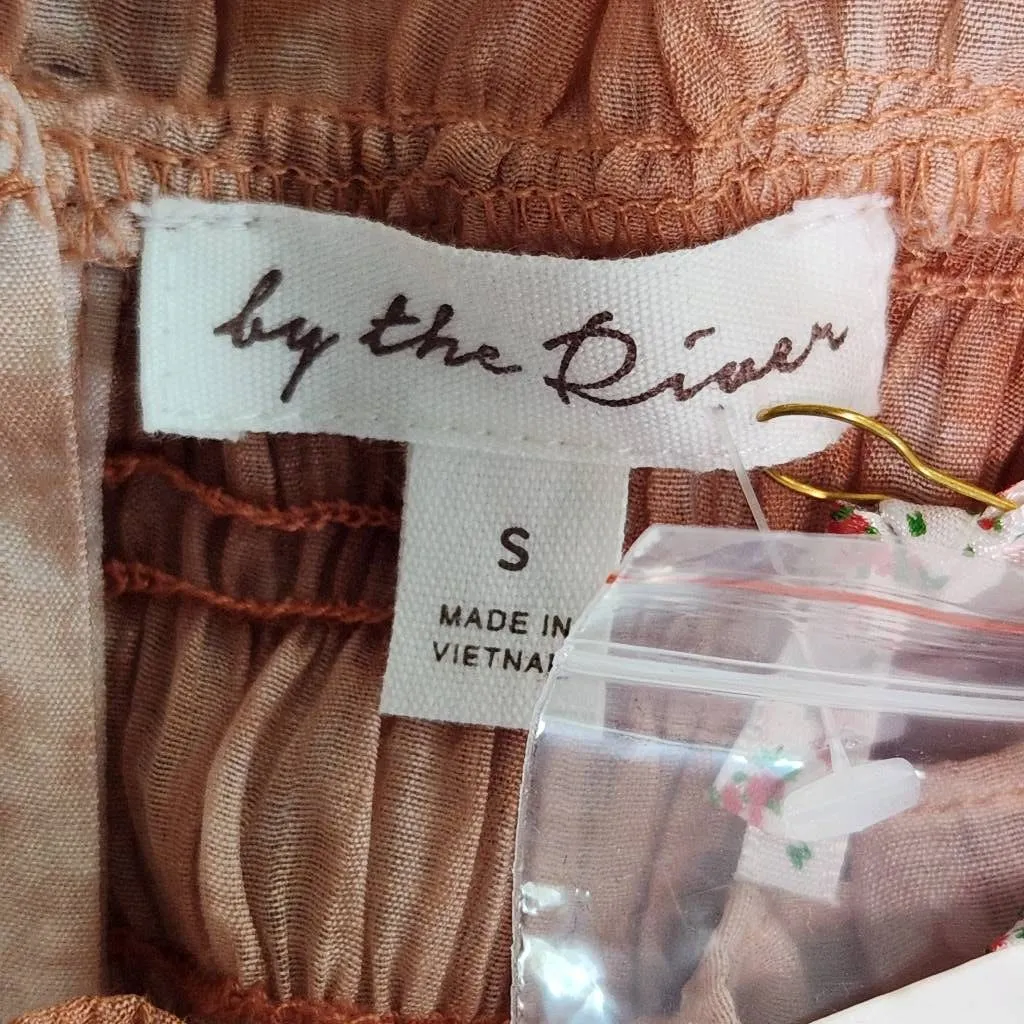 by the River
S
MADE IN
VIETNAM